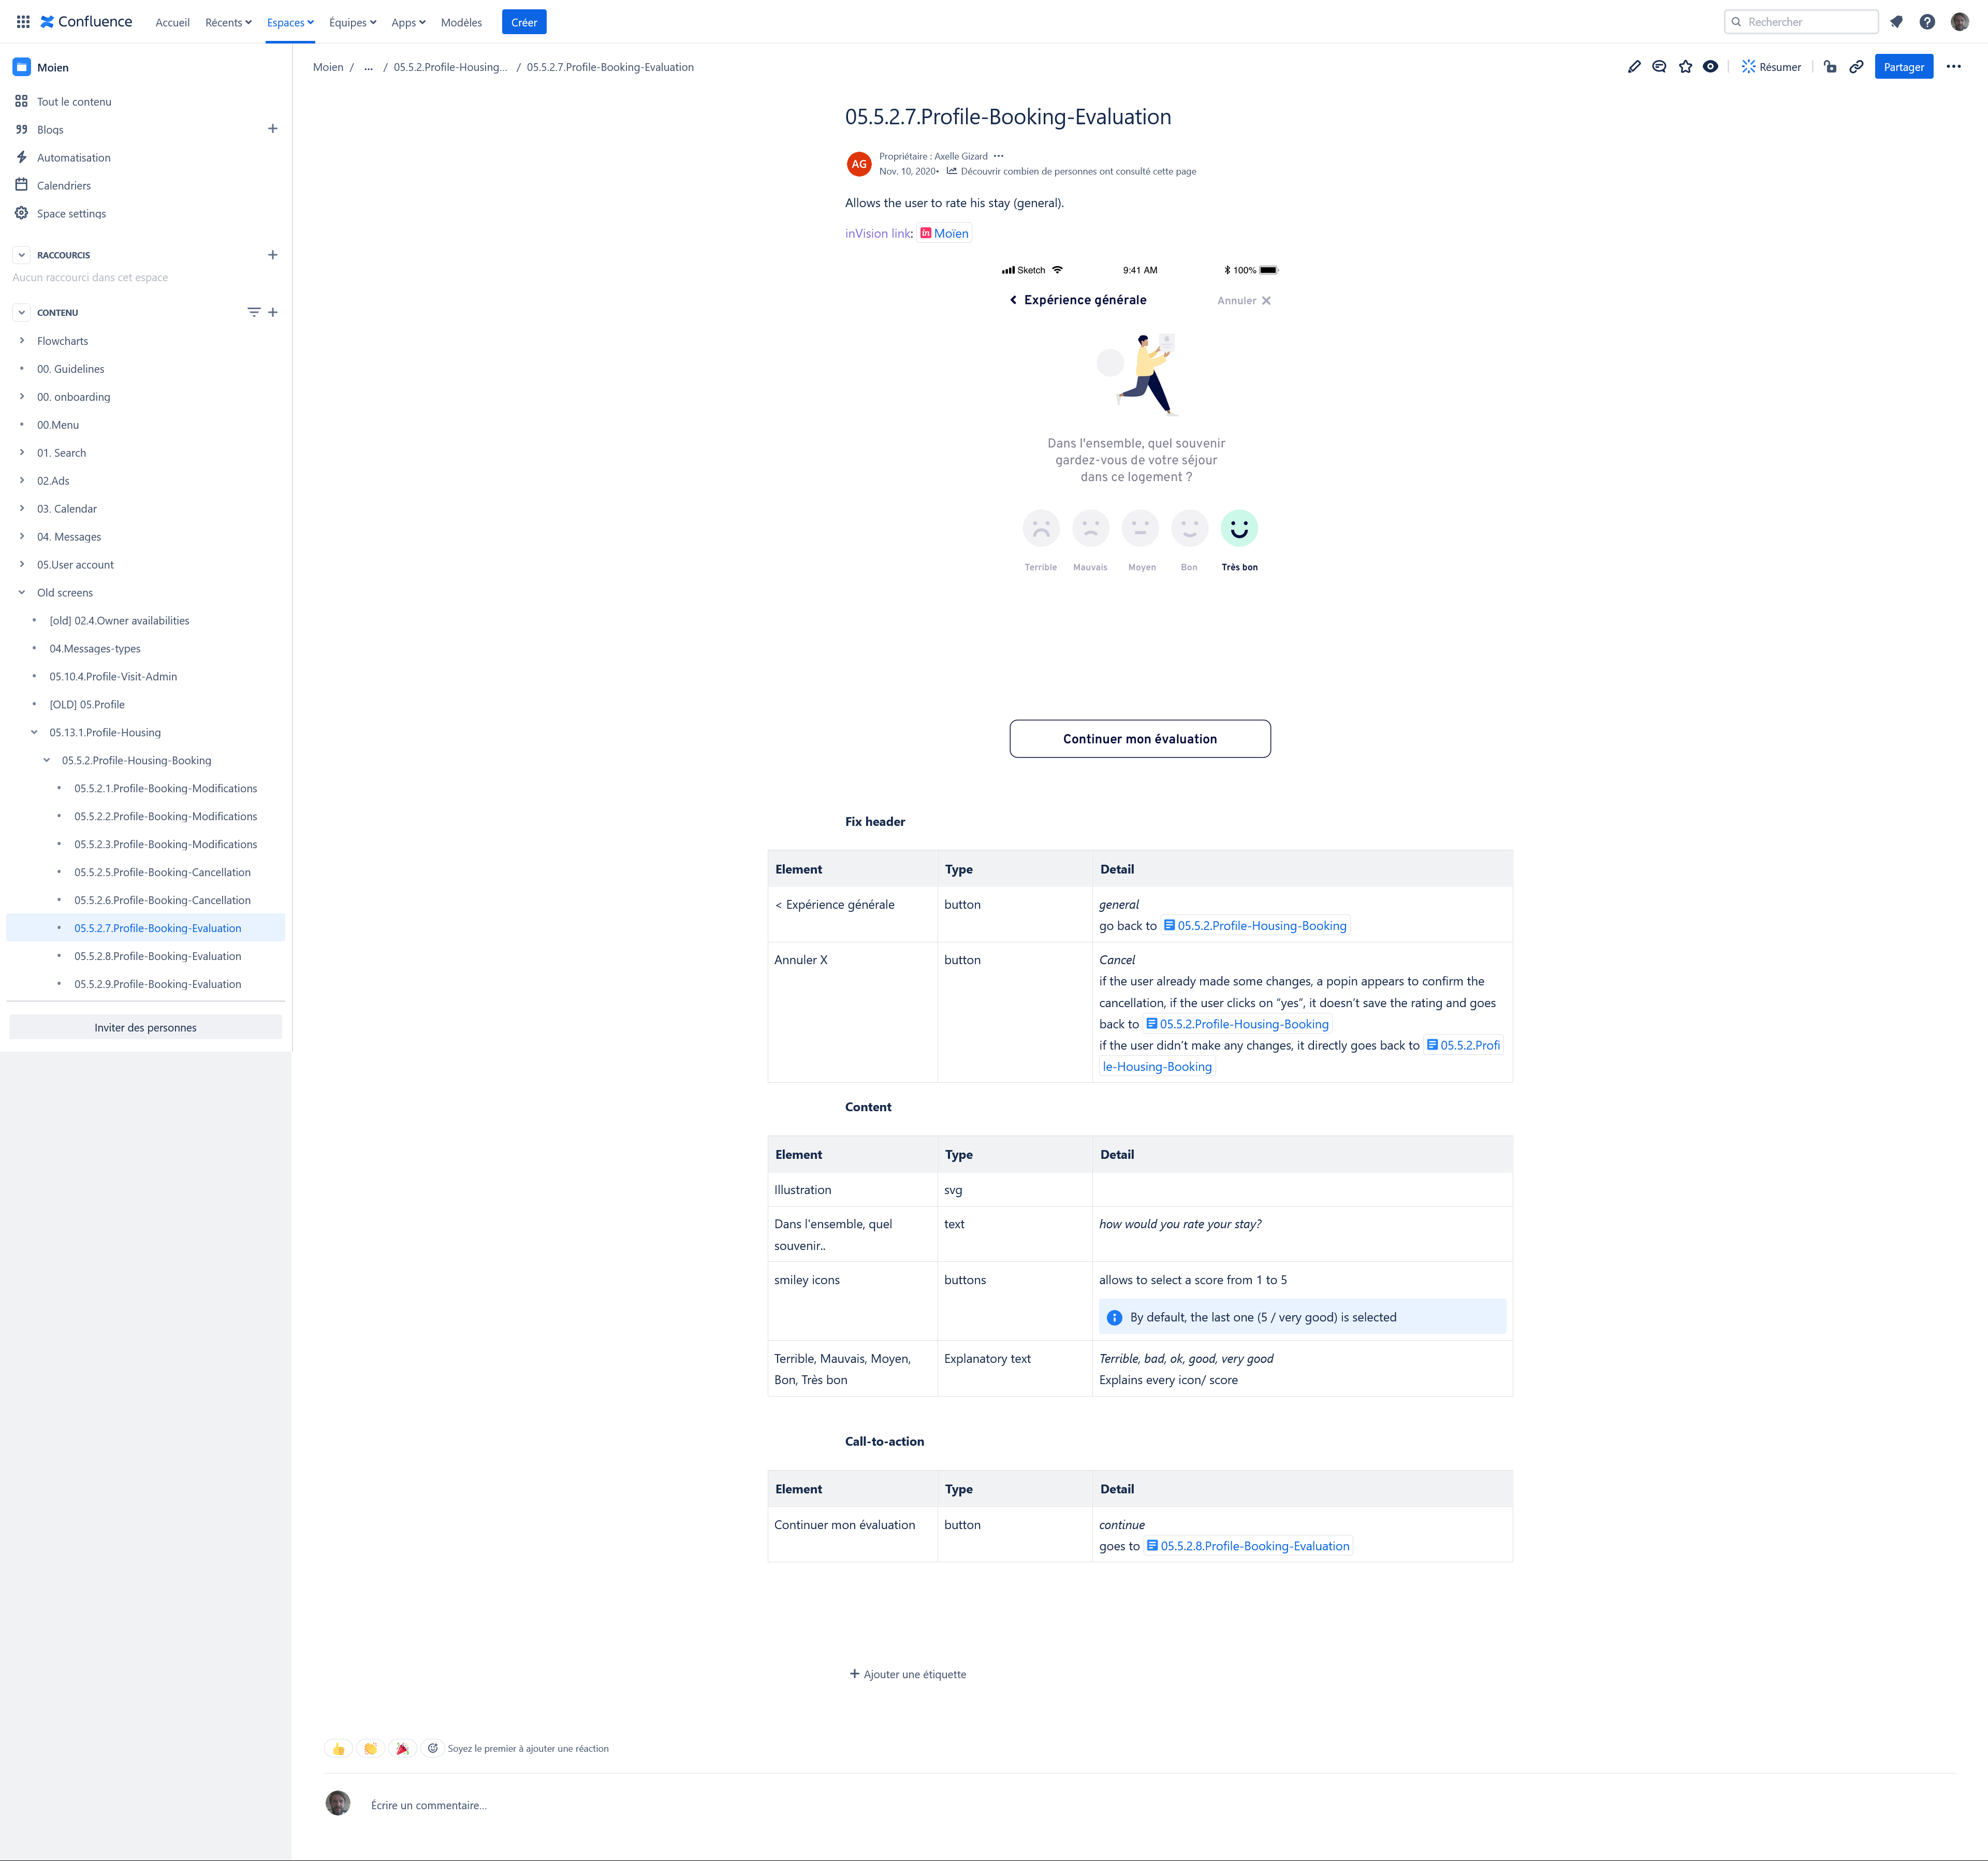 Confluence
Accueil
Récents
Espaces
Équipes
Apps
Modèles
Créer
Rechercher
Moien
Tout le contenu
Blogs
Automatisation
Calendriers
Space settings
RACCOURCIS
Aucun raccourci dans cet espace
CONTENU
Flowcharts
00. Guidelines
00. onboarding
00.Menu
01. Search
02.Ads
03. Calendar
04. Messages
05.User account
Old screens
[old] 02.4.Owner availabilities
04.Messages-types
05.10.4.Profile-Visit-Admin
[OLD] 05.Profile
05.13.1.Profile-Housing
05.5.2.Profile-Housing-Booking
05.5.2.1.Profile-Booking-Modifications
05.5.2.2.Profile-Booking-Modifications
05.5.2.3.Profile-Booking-Modifications
05.5.2.5.Profile-Booking-Cancellation
05.5.2.6.Profile-Booking-Cancellation
05.5.2.7.Profile-Booking-Evaluation
05.5.2.8.Profile-Booking-Evaluation
05.5.2.9.Profile-Booking-Evaluation
Inviter des personnes
Moien / ... / 05.5.2.Profile-Housing... / 05.5.2.7.Profile-Booking-Evaluation
Résumer
Partager
05.5.2.7.Profile-Booking-Evaluation
AG
Propriétaire : Axelle Gizard
Nov. 10, 2020• Découvrir combien de personnes ont consulté cette page
Allows the user to rate his stay (general).
inVision link: in Moïen
Sketch 9:41 AM 100%
Expérience générale
Annuler
Dans l'ensemble, quel souvenir
gardez-vous de votre séjour
dans ce logement ?
Terrible Mauvais Moyen Bon Très bon
Continuer mon évaluation
Fix header
Element Type Detail
< Expérience générale
button
general
go back to 05.5.2.Profile-Housing-Booking
Annuler X
button
Cancel
if the user already made some changes, a popin appears to confirm the
cancellation, if the user clicks on “yes”, it doesn’t save the rating and goes
back to 05.5.2.Profile-Housing-Booking
if the user didn’t make any changes, it directly goes back to 05.5.2.Profi
le-Housing-Booking
Content
Element Type Detail
Illustration
svg
Dans l'ensemble, quel
souvenir..
text
how would you rate your stay?
smiley icons
buttons
allows to select a score from 1 to 5
By default, the last one (5 / very good) is selected
Terrible, Mauvais, Moyen,
Bon, Très bon
Explanatory text
Terrible, bad, ok, good, very good
Explains every icon/ score
Call-to-action
Element Type Detail
Continuer mon évaluation
button
continue
goes to 05.5.2.8.Profile-Booking-Evaluation
Ajouter une étiquette
Soyez le premier à ajouter une réaction
Écrire un commentaire...